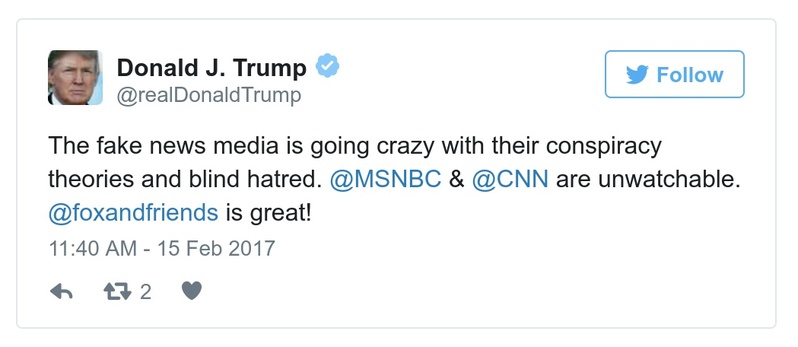 Donald J. Trump
@realDonaldTrump
Follow
The fake news media is going crazy with their conspiracy
theories and blind hatred. @MSNBC & @CNN are unwatchable.
@foxandfriends is great!
11:40 AM - 15 Feb 2017
2